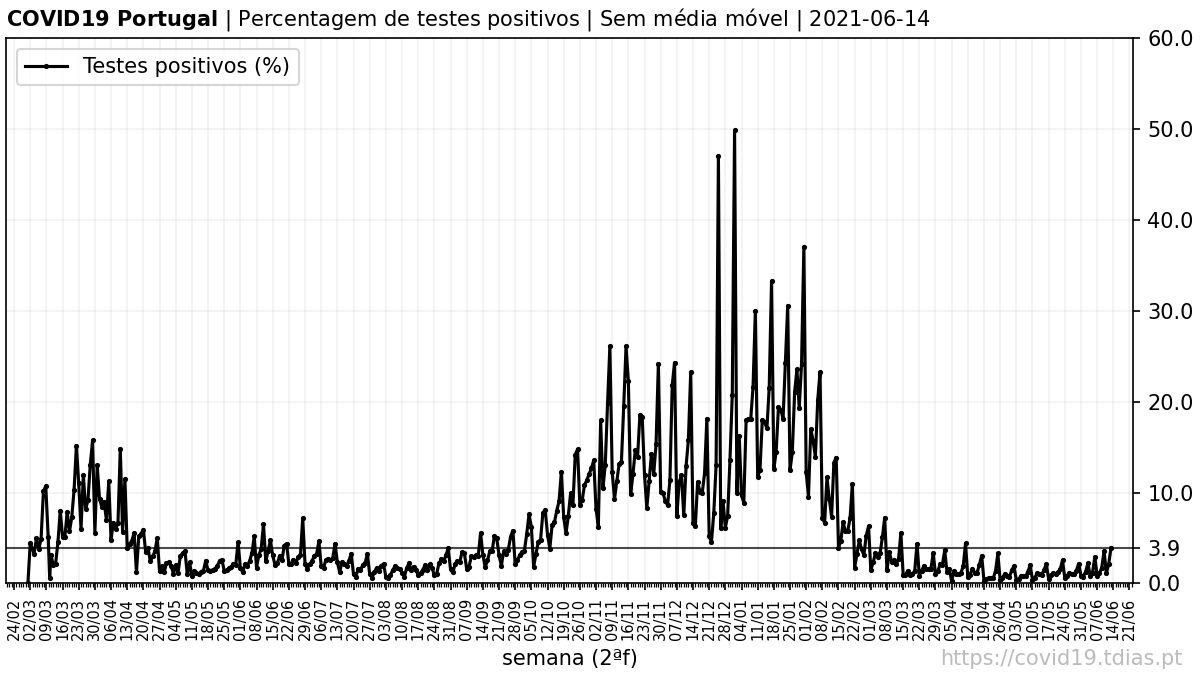 COVID19 Portugal | Percentagem de testes positivos | Sem média móvel | 2021-06-14
Testes positivos (%)
60.0
50.0
40.0
30.0
20.0
10.0
3.9
0.0
24/02 02/03 09/03 16/03 23/03 30/03 06/04 13/04 20/04 27/04 04/05 11/05 18/05 25/05 01/06 08/06 15/06 22/06 29/06 06/07 13/07 20/07 27/07 03/08 10/08 17/08 24/08 31/08 07/09 14/09 21/09 28/09 05/10 12/10 19/10 26/10 02/11 09/11 16/11 23/11 30/11 07/12 14/12 21/12 28/12 04/01 11/01 18/01 25/01 01/02 08/02 15/02 22/02 01/03 08/03 15/03 22/03 29/03 05/04 12/04 19/04 26/04 03/05 10/05 17/05 24/05 31/05 07/06 14/06 21/06
semana (2ªf)
https://covid19.tdias.pt